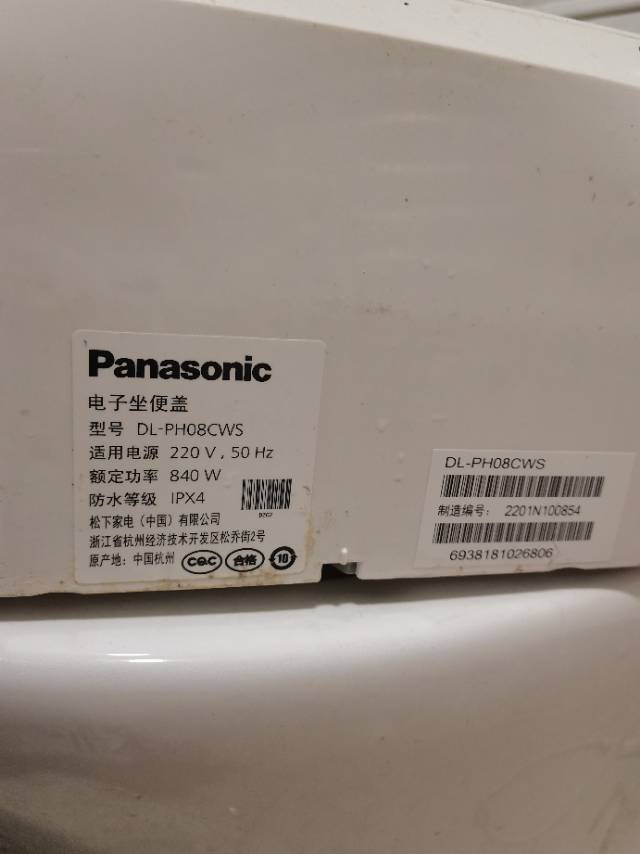 Panasonic
电子坐便盖
型号 DL-PH08CWS
适用电源 220 V , 50 Hz
额定功率 840 W
防水等级 IPX4
松下家电（中国）有限公司
浙江省杭州经济技术开发区松乔街2号
原产地：中国杭州
CQC 合格 10
DL-PH08CWS
制造编号： 2201N100854
6938181026806